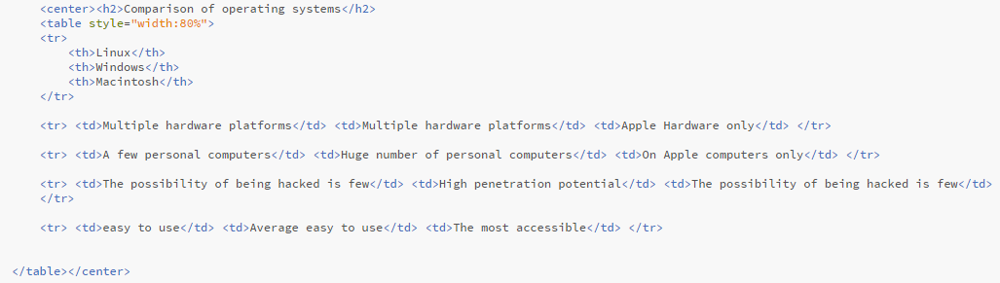 <center><h2>Comparison of operating systems</h2>
<table style="width:80%">
<tr>
<th>Linux</th>
<th>Windows</th>
<th>Macintosh</th>
</tr>
<tr> <td>Multiple hardware platforms</td> <td>Multiple hardware platforms</td> <td>Apple Hardware only</td> </tr>
<tr> <td>A few personal computers</td> <td>Huge number of personal computers</td> <td>On Apple computers only</td> </tr>
<tr> <td>The possibility of being hacked is few</td> <td>High penetration potential</td> <td>The possibility of being hacked is few</td>
</tr>
<tr> <td>easy to use</td> <td>Average easy to use</td> <td>The most accessible</td> </tr>
</table></center>